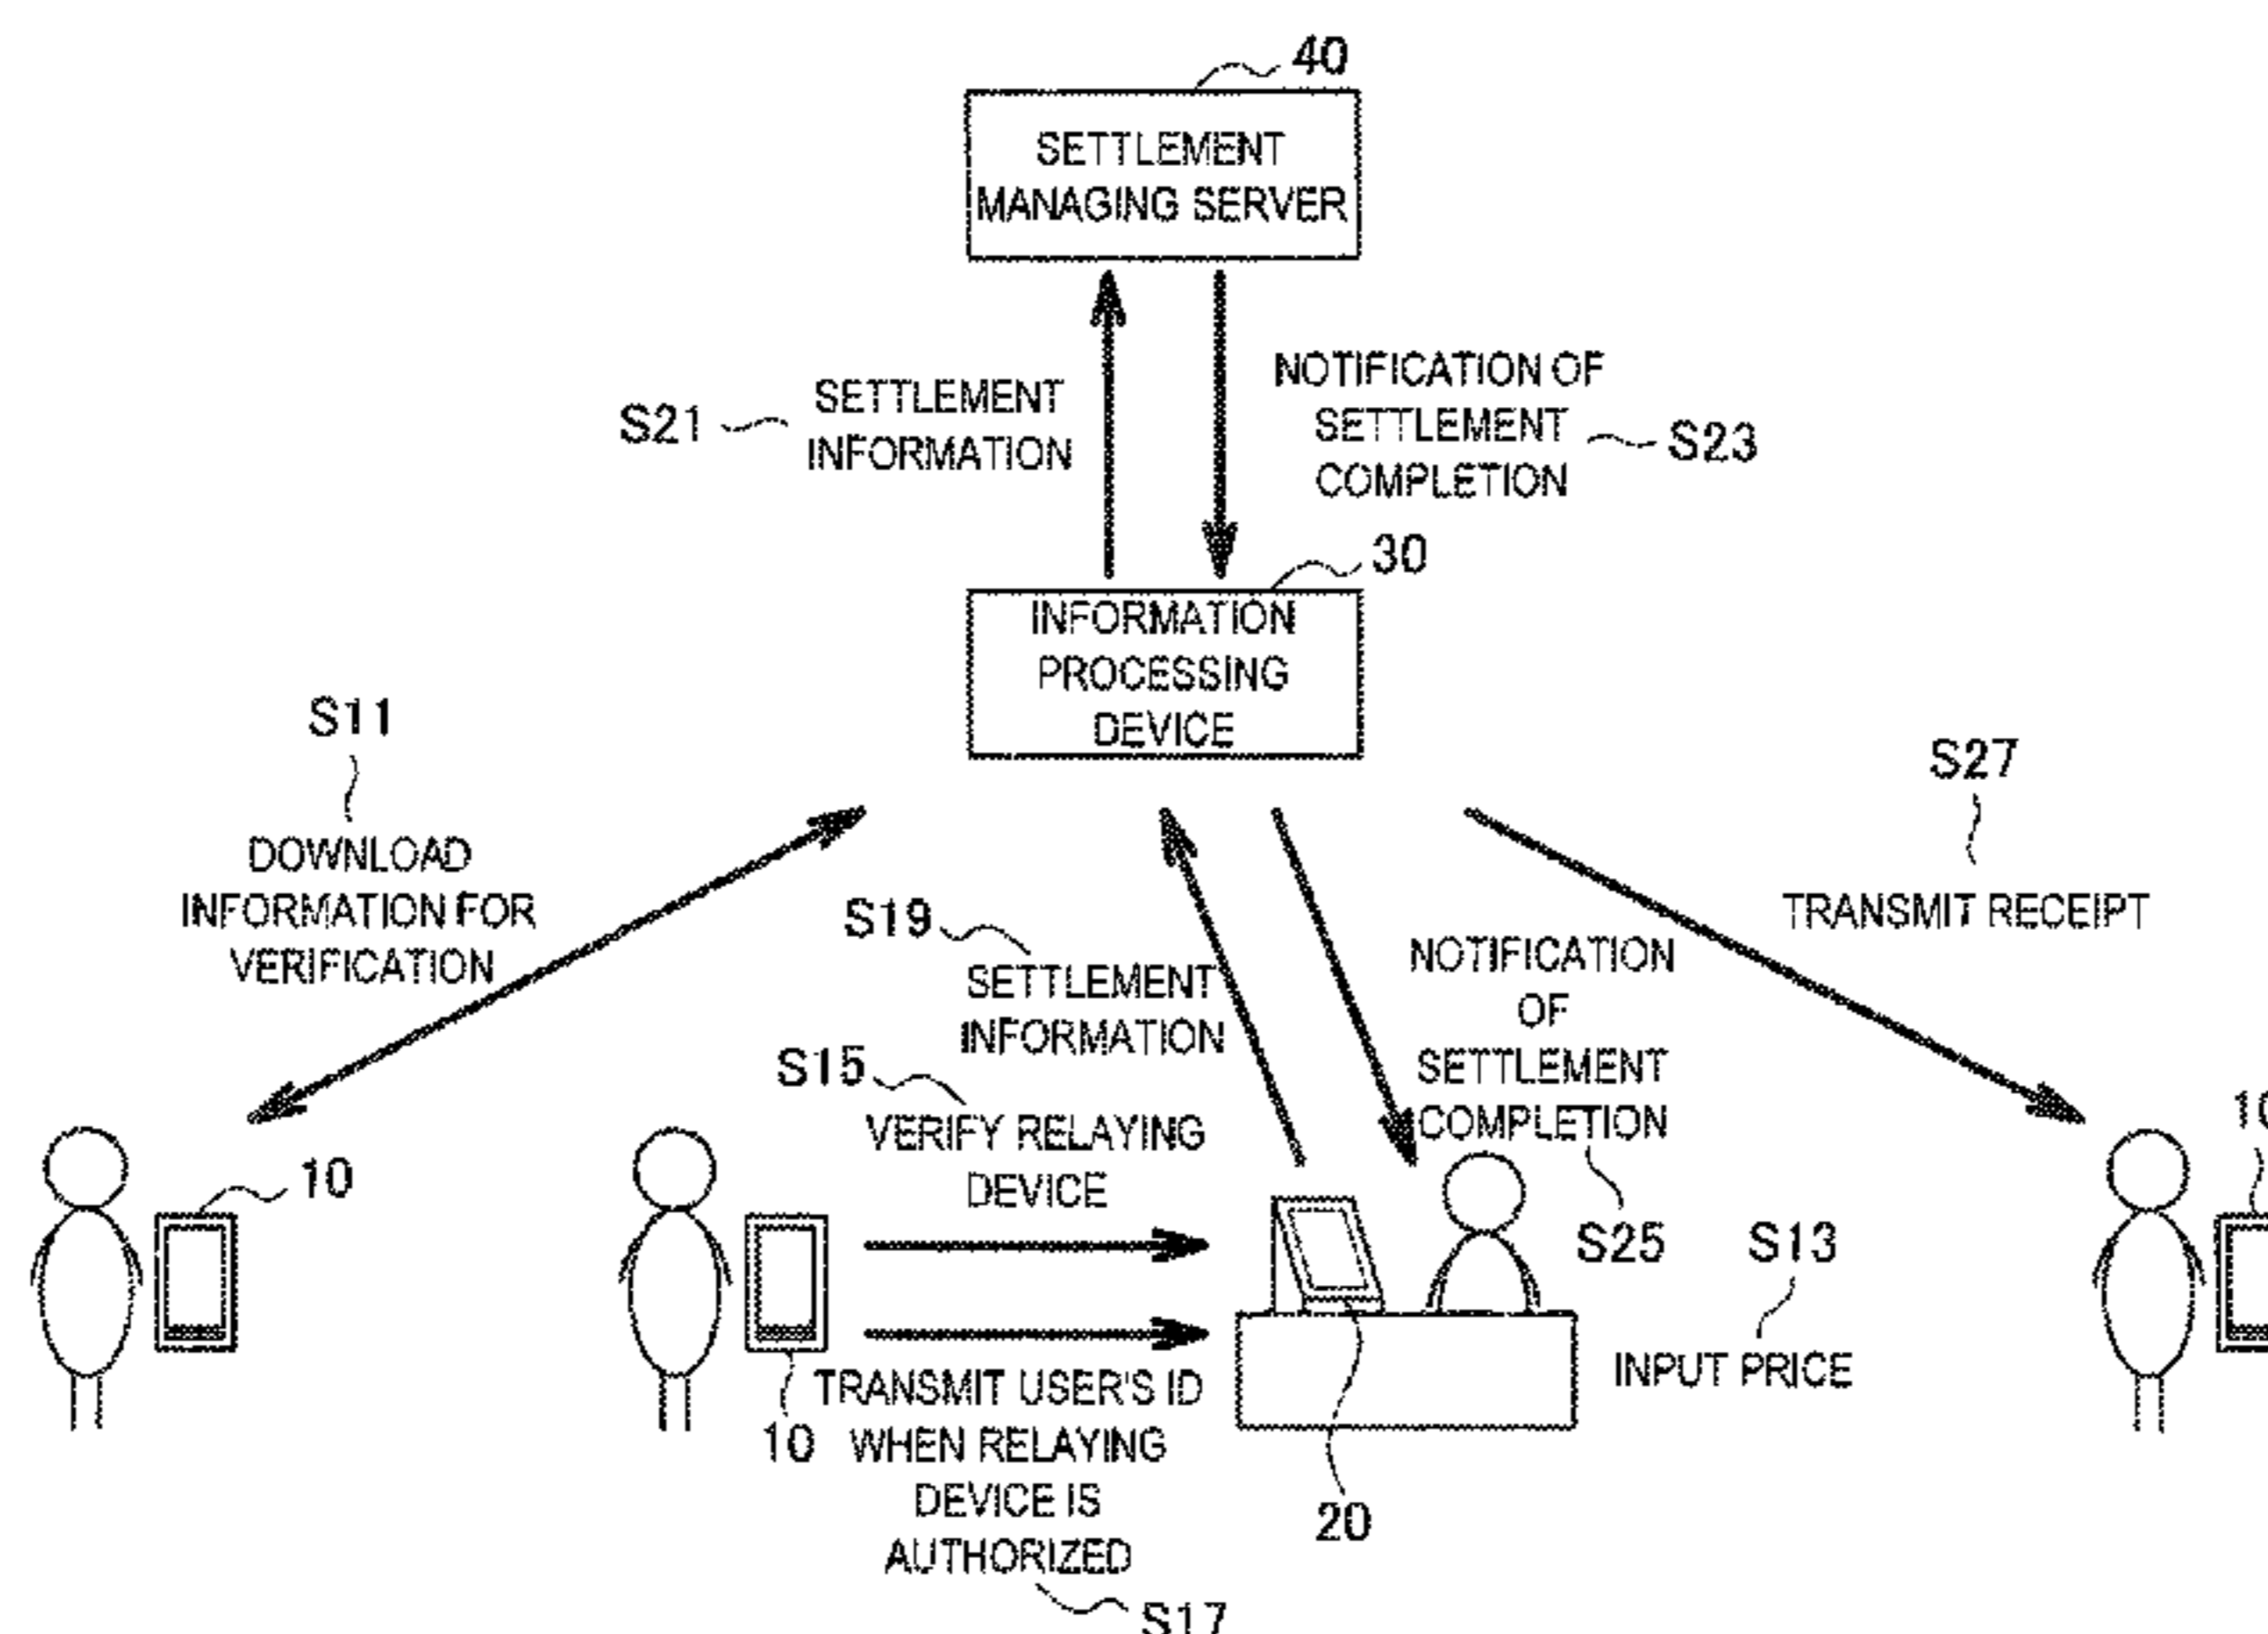 40
SETTLEMENT
MANAGING SERVER
S21
SETTLEMENT
INFORMATION
NOTIFICATION OF
SETTLEMENT
COMPLETION
S23
30
INFORMATION
PROCESSING
DEVICE
S11
DOWNLOAD
INFORMATION FOR
VERIFICATION
S27
TRANSMIT RECEIPT
S19
SETTLEMENT
INFORMATION
NOTIFICATION
OF
SETTLEMENT
COMPLETION
S25
S15
VERIFY RELAYING
DEVICE
10
10
TRANSMIT USER'S ID
WHEN RELAYING
DEVICE IS
AUTHORIZED
S17
20
S13
INPUT PRICE
10